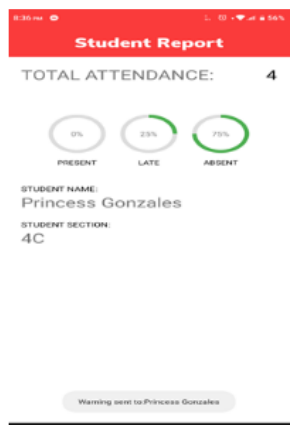 8:36 PM
56%
Student Report
TOTAL ATTENDANCE: 4
0% 25% 75%
PRESENT LATE ABSENT
STUDENT NAME:
Princess Gonzales
STUDENT SECTION:
4C
Warning sent to:Princess Gonzales